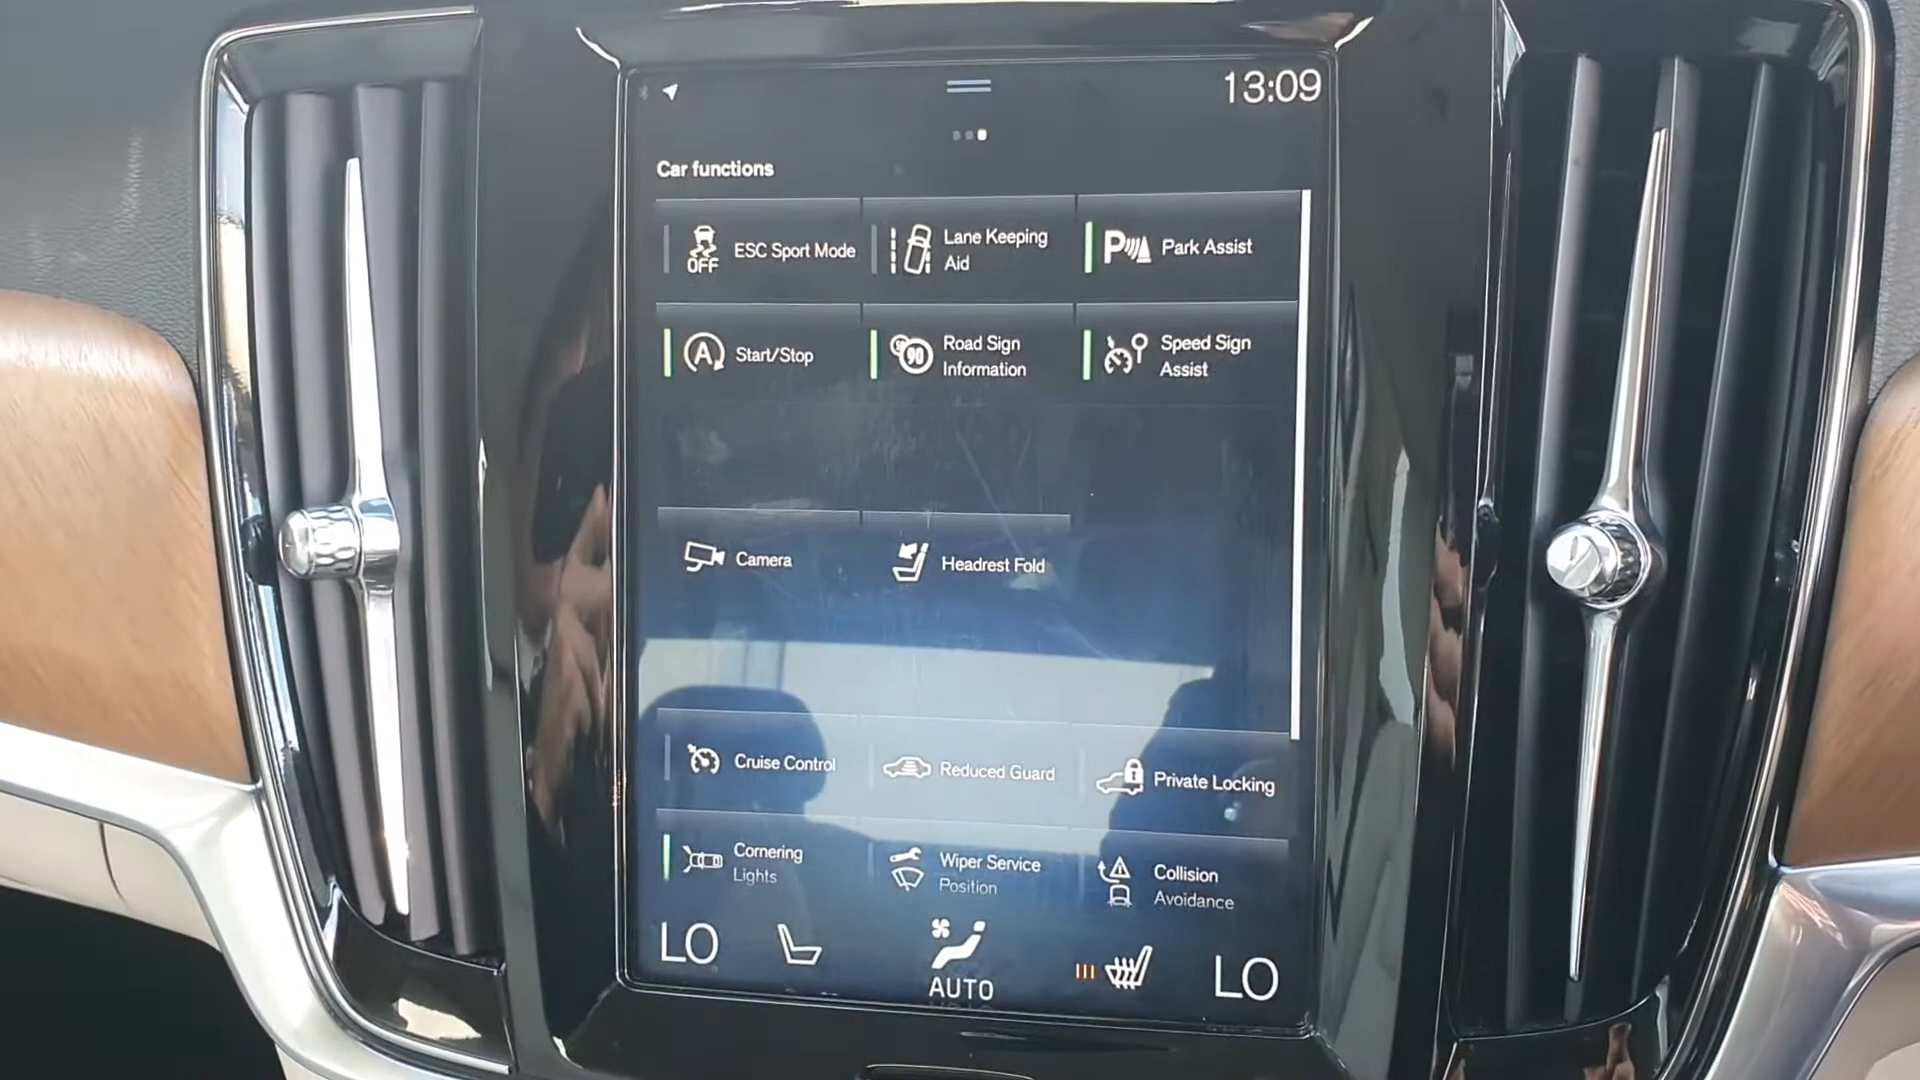 13:09
Car functions
OFF
ESC Sport Mode
Lane Keeping
Aid
P
Park Assist
A
Start/Stop
90
Road Sign
Information
Speed Sign
Assist
Camera
Headrest Fold
Cruise Control
Reduced Guard
Private Locking
Cornering
Lights
Wiper Service
Position
Collision
Avoidance
LO
AUTO
LO